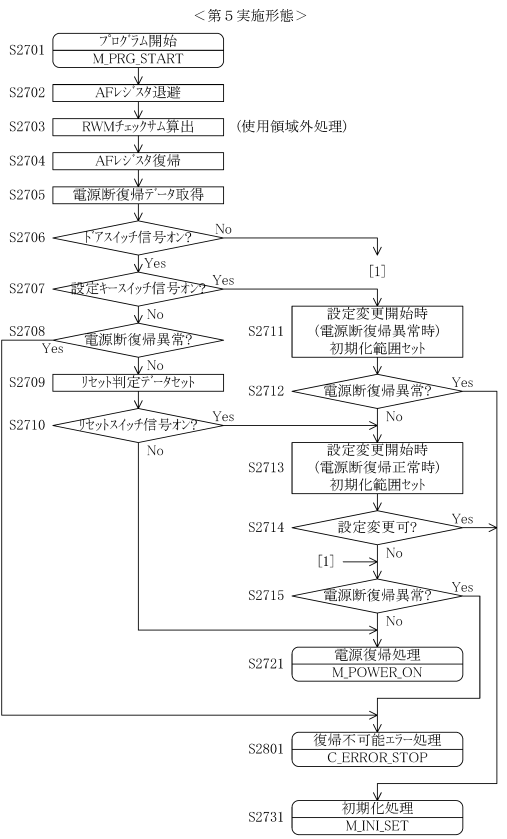 ＜第５実施形態＞
S2701
プログラム開始
M_PRG_START
S2702
AFレジスタ退避
S2703
RWMチェックサム算出
(使用領域外処理)
S2704
AFレジスタ復帰
S2705
電源断復帰データ取得
S2706
ドアスイッチ信号オン?
No
Yes
[1]
S2707
設定キースイッチ信号オン?
Yes
No
S2708
電源断復帰異常?
Yes
No
S2711
設定変更開始時
(電源断復帰異常時)
初期化範囲セット
S2709
リセット判定データセット
S2712
電源断復帰異常?
Yes
No
S2710
リセットスイッチ信号オン?
Yes
No
S2713
設定変更開始時
(電源断復帰正常時)
初期化範囲セット
S2714
設定変更可?
Yes
No
[1]
S2715
電源断復帰異常?
Yes
No
S2721
電源復帰処理
M_POWER_ON
S2801
復帰不可能エラー処理
C_ERROR_STOP
S2731
初期化処理
M_INI_SET